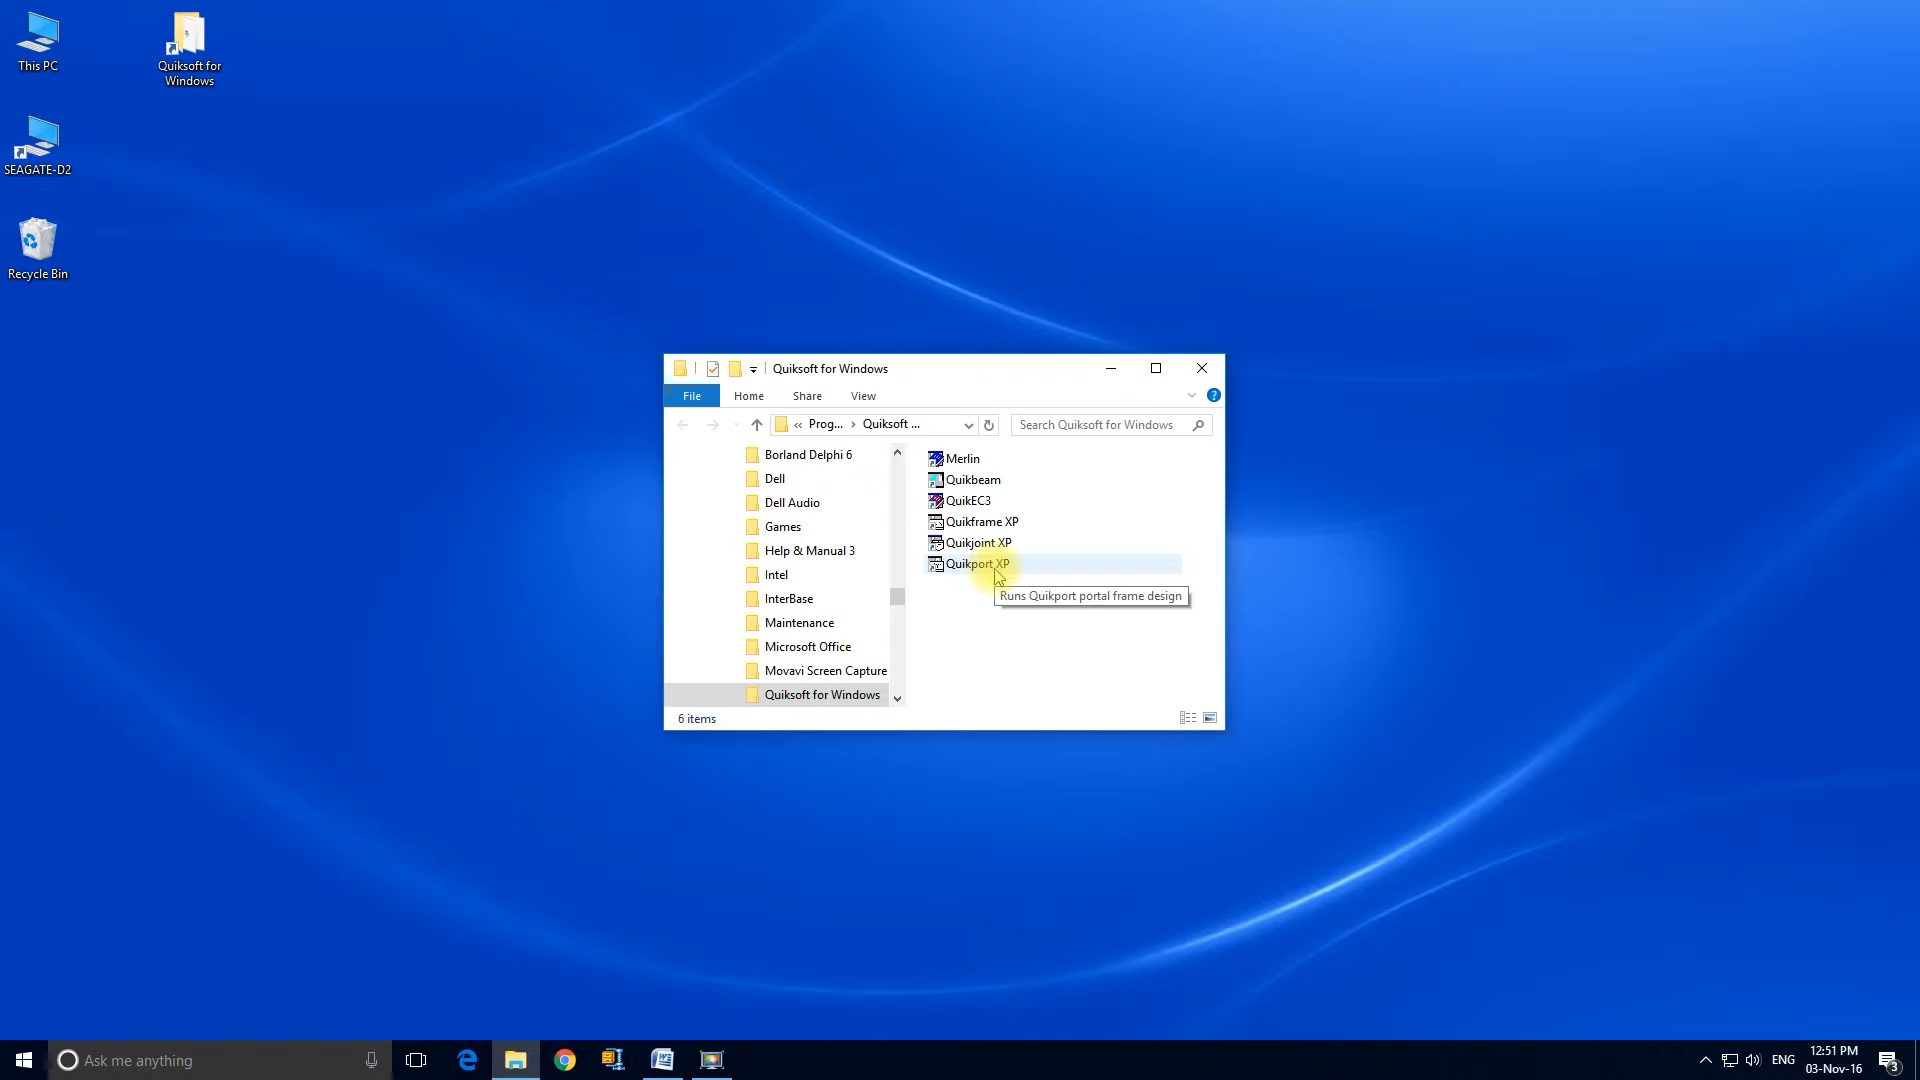 This PC
Quiksoft for
Windows
SEAGATE-D2
Recycle Bin
Quiksoft for Windows
File
Home
Share
View
?
« Prog... > Quiksoft ...
Search Quiksoft for Windows
Borland Delphi 6
Dell
Dell Audio
Games
Help & Manual 3
Intel
InterBase
Maintenance
Microsoft Office
Movavi Screen Capture
Quiksoft for Windows
Merlin
Quikbeam
QuikEC3
Quikframe XP
Quikjoint XP
Quikport XP
Runs Quikport portal frame design
6 items
Ask me anything
ENG
12:51 PM
03-Nov-16
3